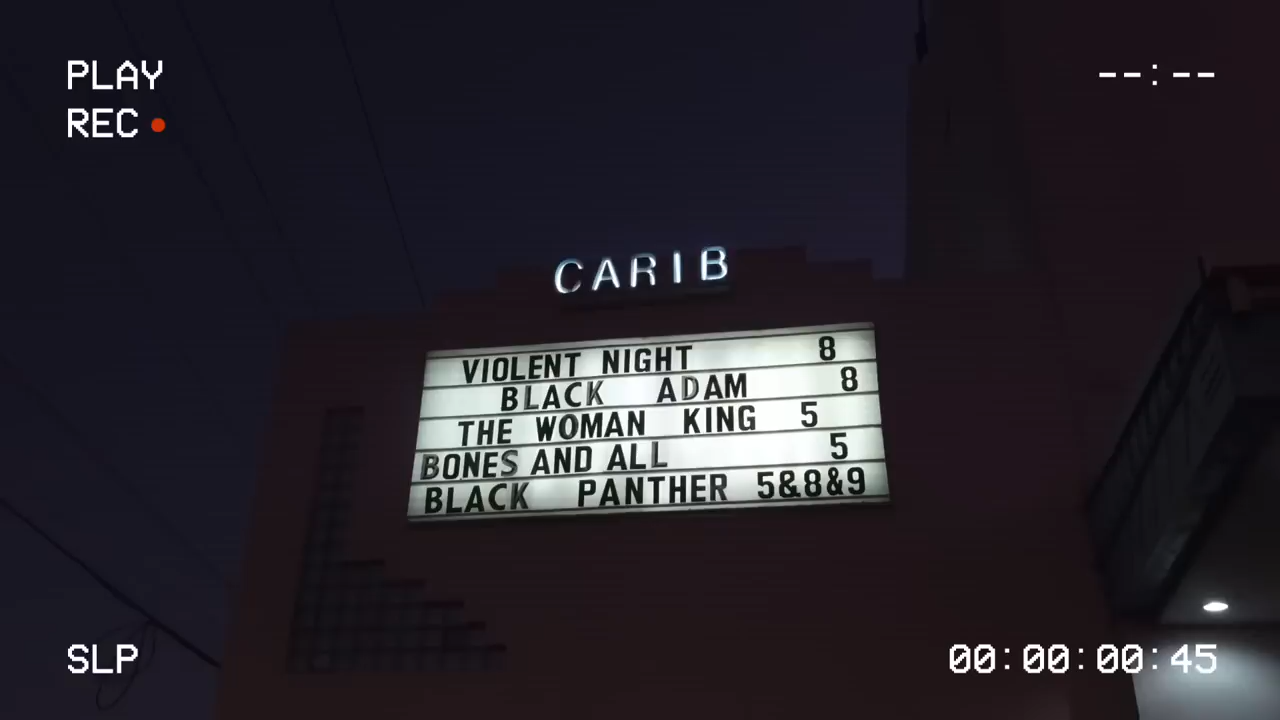 PLAY
--:--
REC
CARIB
VIOLENT NIGHT 8
BLACK ADAM 8
THE WOMAN KING 5
BONES AND ALL 5
BLACK PANTHER 5&8&9
SLP
00:00:00:45